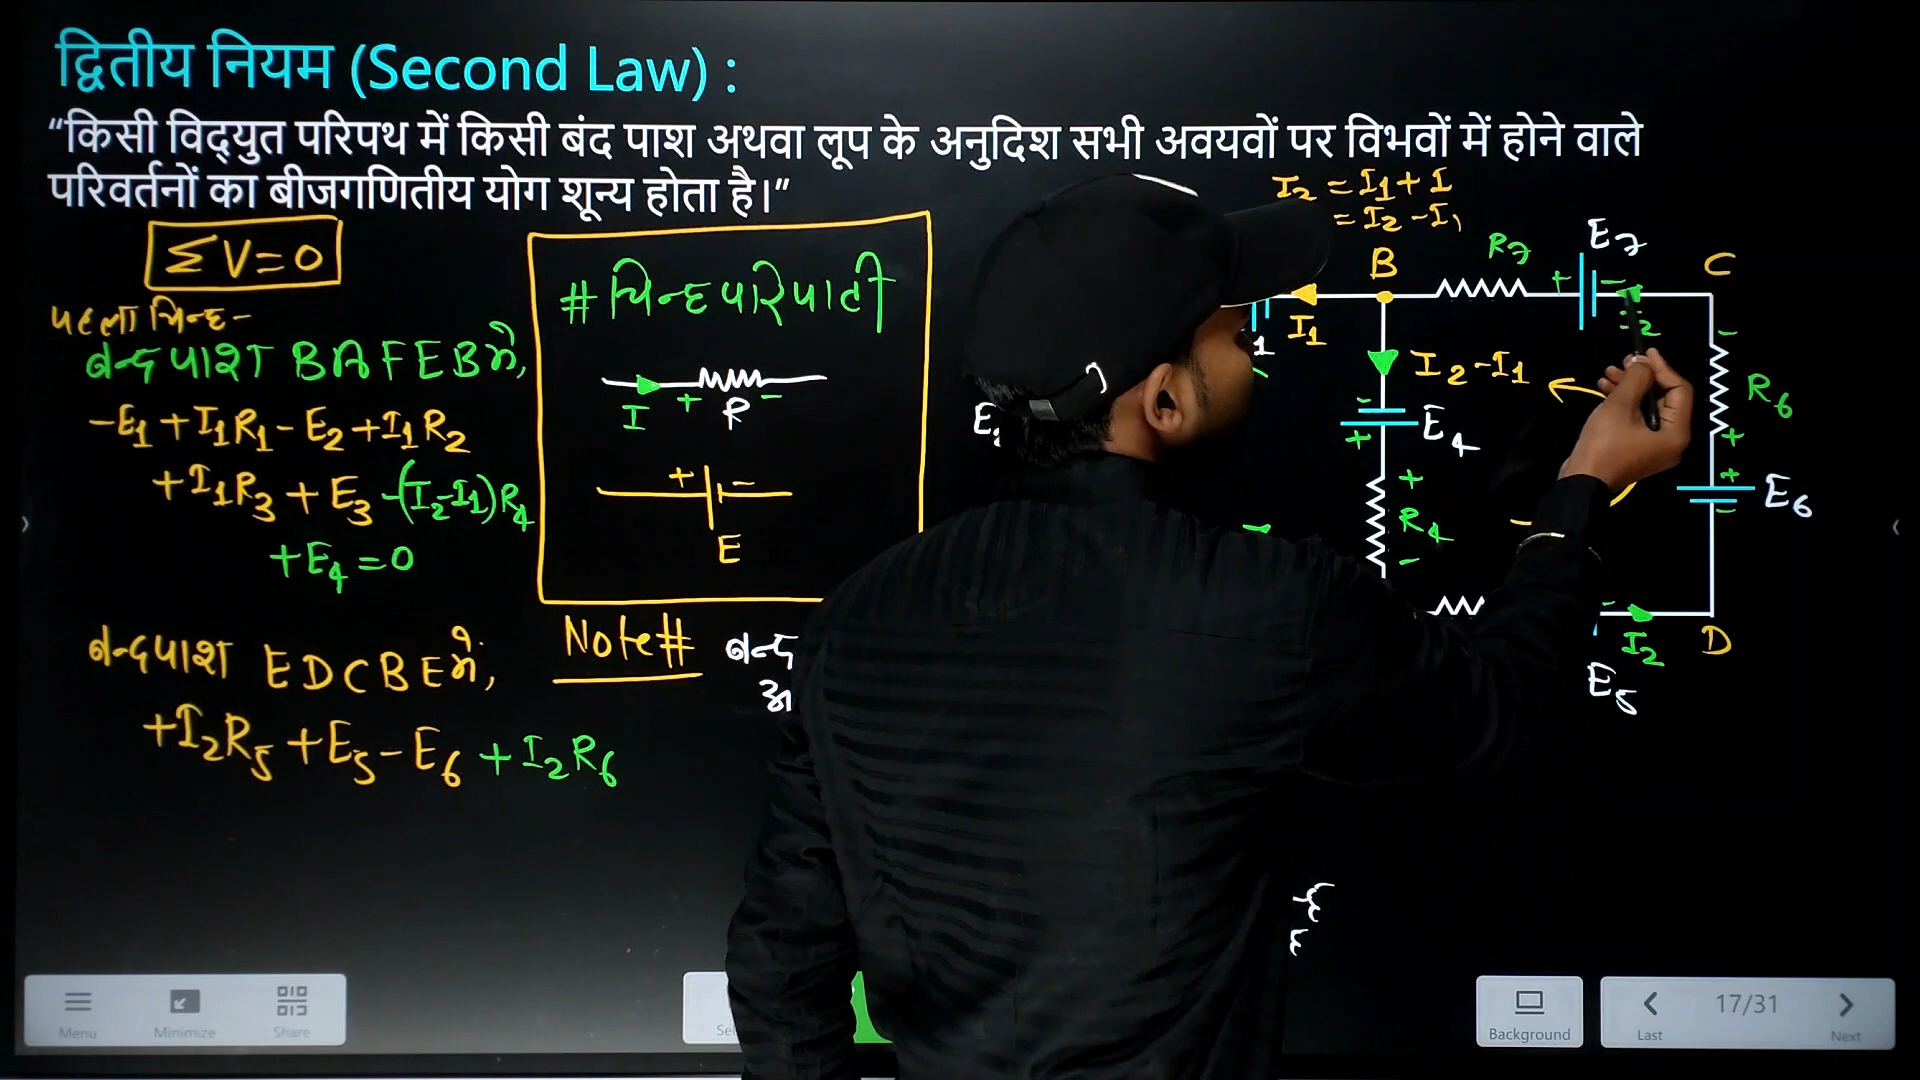 द्वितीय नियम (Second Law) :
“किसी विद्युत परिपथ में किसी बंद पाश अथवा लूप के अनुदिश सभी अवयवों पर विभवों में होने वाले
परिवर्तनों का बीजगणितीय योग शून्य होता है।”
ΣV=0
पहला चिन्ह-
बन्द पाश BAFEB में,
-E₁+I₁R₁-E₂+I₁R₂
+I₁R₃+E₃-(I₂-I₁)R₄
+E₄=0
बन्द पाश EDCBE में,
+I₂R₅+E₅-E₆+I₂R₆
# चिन्ह परिपाटी
I + R -
+ -
E
Note#
बन्द
I₂ = I₁ + I
= I₂ - I₁
B R₇ + E₇ - C
I₁
1
I₂-I₁
- E₄ +
+ R₄ -
- R₆ +
+ E₆ -
I₂ D
E₅
Menu
Minimize
Share
Background
Last
17/31
Next